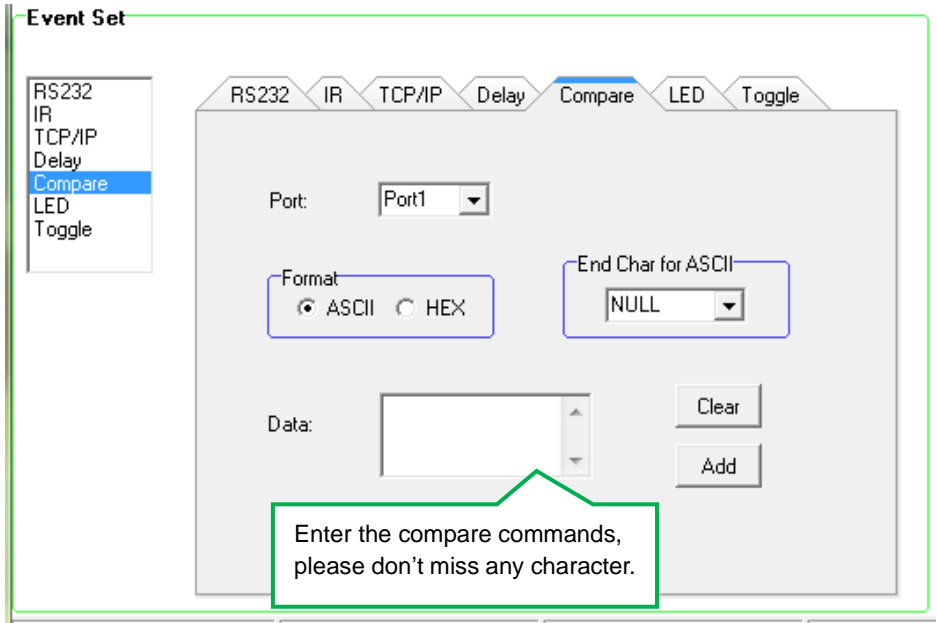 Event Set
RS232
IR
TCP/IP
Delay
Compare
LED
Toggle
RS232 IR TCP/IP Delay Compare LED Toggle
Port: Port1
Format
ASCII HEX
End Char for ASCII
NULL
Data:
Clear
Add
Enter the compare commands,
please don’t miss any character.